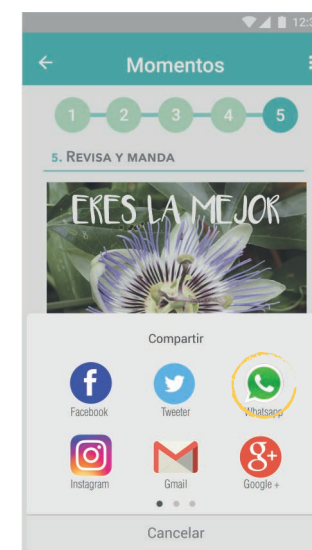 12:3
Momentos
1 2 3 4 5
5. REVISA Y MANDA
ERES LA MEJOR
Compartir
Facebook Tweeter Whatsapp
Instagram Gmail Google +
Cancelar